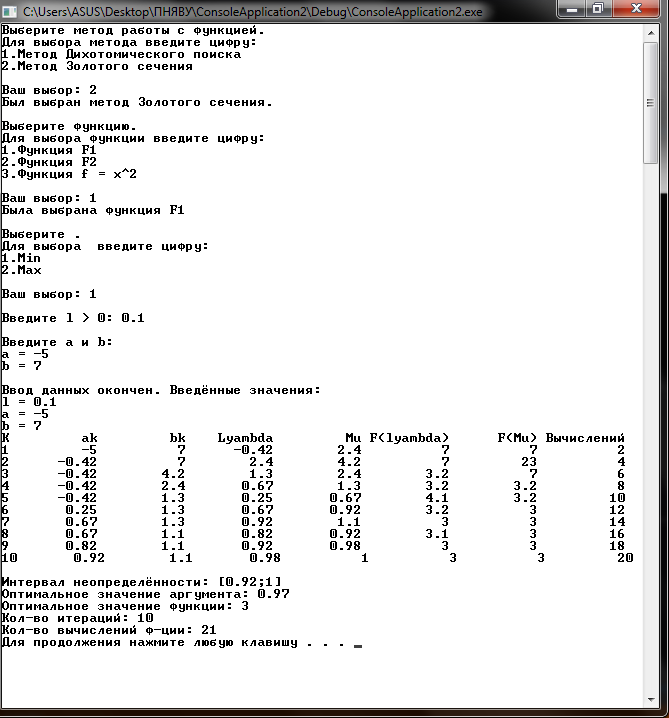 C:\Users\ASUS\Desktop\ПНЯВУ\ConsoleApplication2\Debug\ConsoleApplication2.exe
Выберите метод работы с функцией.
Для выбора метода введите цифру:
1.Метод Дихотомического поиска
2.Метод Золотого сечения
Ваш выбор: 2
Был выбран метод Золотого сечения.
Выберите функцию.
Для выбора функции введите цифру:
1.Функция F1
2.Функция F2
3.Функция f = x^2
Ваш выбор: 1
Была выбрана функция F1
Выберите .
Для выбора  введите цифру:
1.Min
2.Max
Ваш выбор: 1
Введите l > 0: 0.1
Введите a и b:
a = -5
b = 7
Ввод данных окончен. Введённые значения:
l = 0.1
a = -5
b = 7
K ak bk Lyambda Mu F(lyambda) F(Mu) Вычислений
1 -5 7 -0.42 2.4 7 7 2
2 -0.42 7 2.4 4.2 7 23 4
3 -0.42 4.2 1.3 2.4 3.2 7 6
4 -0.42 2.4 0.67 1.3 3.2 3.2 8
5 -0.42 1.3 0.25 0.67 4.1 3.2 10
6 0.25 1.3 0.67 0.92 3.2 3 12
7 0.67 1.3 0.92 1.1 3 3 14
8 0.67 1.1 0.82 0.92 3.1 3 16
9 0.82 1.1 0.92 0.98 3 3 18
10 0.92 1.1 0.98 1 3 3 20
Интервал неопределённости: [0.92;1]
Оптимальное значение аргумента: 0.97
Оптимальное значение функции: 3
Кол-во итераций: 10
Кол-во вычислений ф-ции: 21
Для продолжения нажмите любую клавишу . . . _